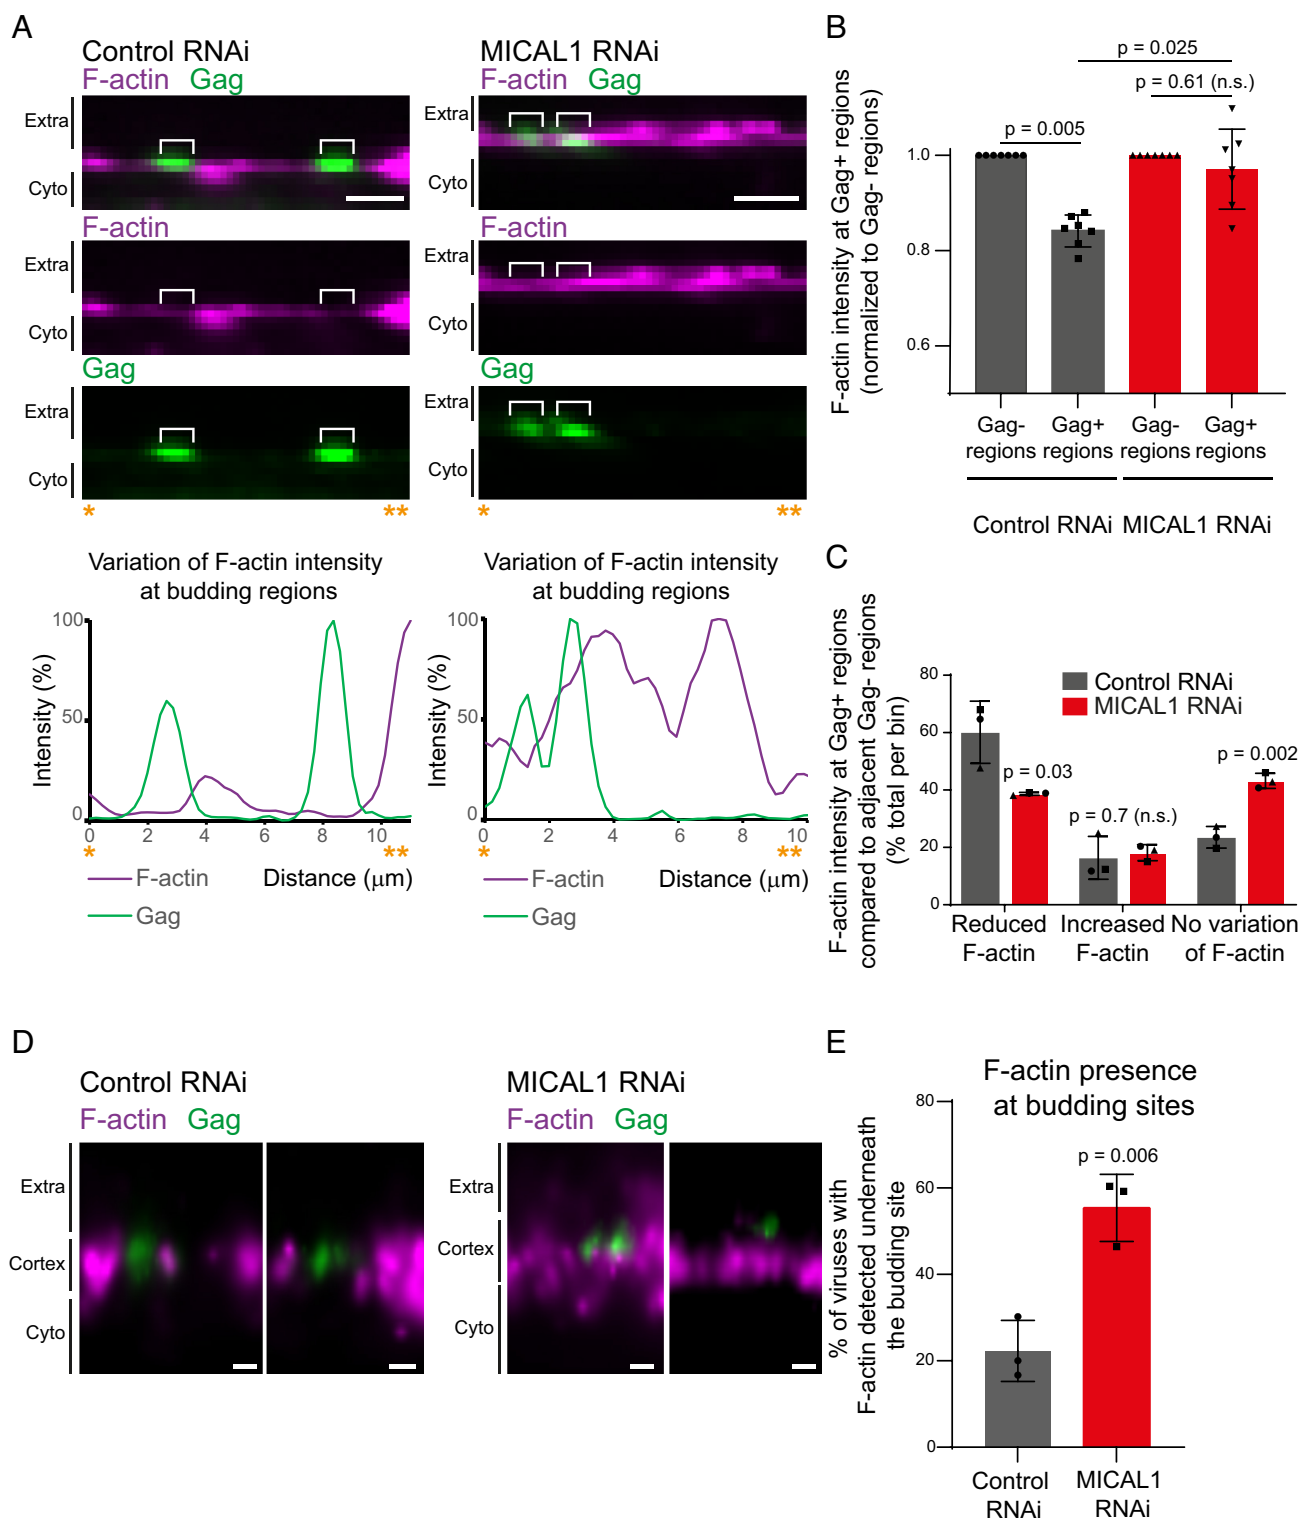 A
Control RNAi
F-actin Gag
Extra
Cyto
F-actin
Extra
Cyto
Gag
Extra
Cyto
* **
MICAL1 RNAi
F-actin Gag
Extra
Cyto
F-actin
Extra
Cyto
Gag
Extra
Cyto
* **
Variation of F-actin intensity
at budding regions
Intensity (%)
100
50
0
0 2 4 6 8 10
* **
Distance (μm)
F-actin
Gag
Variation of F-actin intensity
at budding regions
Intensity (%)
100
50
0
0 2 4 6 8 10
* **
Distance (μm)
F-actin
Gag
B
F-actin intensity at Gag+ regions
(normalized to Gag- regions)
1.0
0.8
0.6
p = 0.025
p = 0.61 (n.s.)
p = 0.005
Gag- Gag+ Gag- Gag+
regions regions regions regions
Control RNAi MICAL1 RNAi
C
F-actin intensity at Gag+ regions
compared to adjacent Gag- regions
(% total per bin)
80
60
40
20
0
Control RNAi
MICAL1 RNAi
p = 0.03
p = 0.7 (n.s.)
p = 0.002
Reduced Increased No variation
F-actin F-actin of F-actin
D
Control RNAi
F-actin Gag
Extra
Cortex
Cyto
MICAL1 RNAi
F-actin Gag
Extra
Cortex
Cyto
E
F-actin presence
at budding sites
% of viruses with
F-actin detected underneath
the budding site
80
60
40
20
0
p = 0.006
Control MICAL1
RNAi RNAi